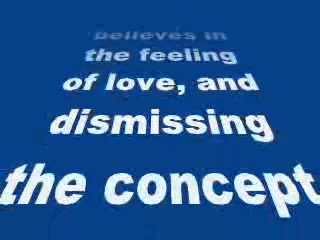 believes in
the feeling
of love, and
dismissing
the concept